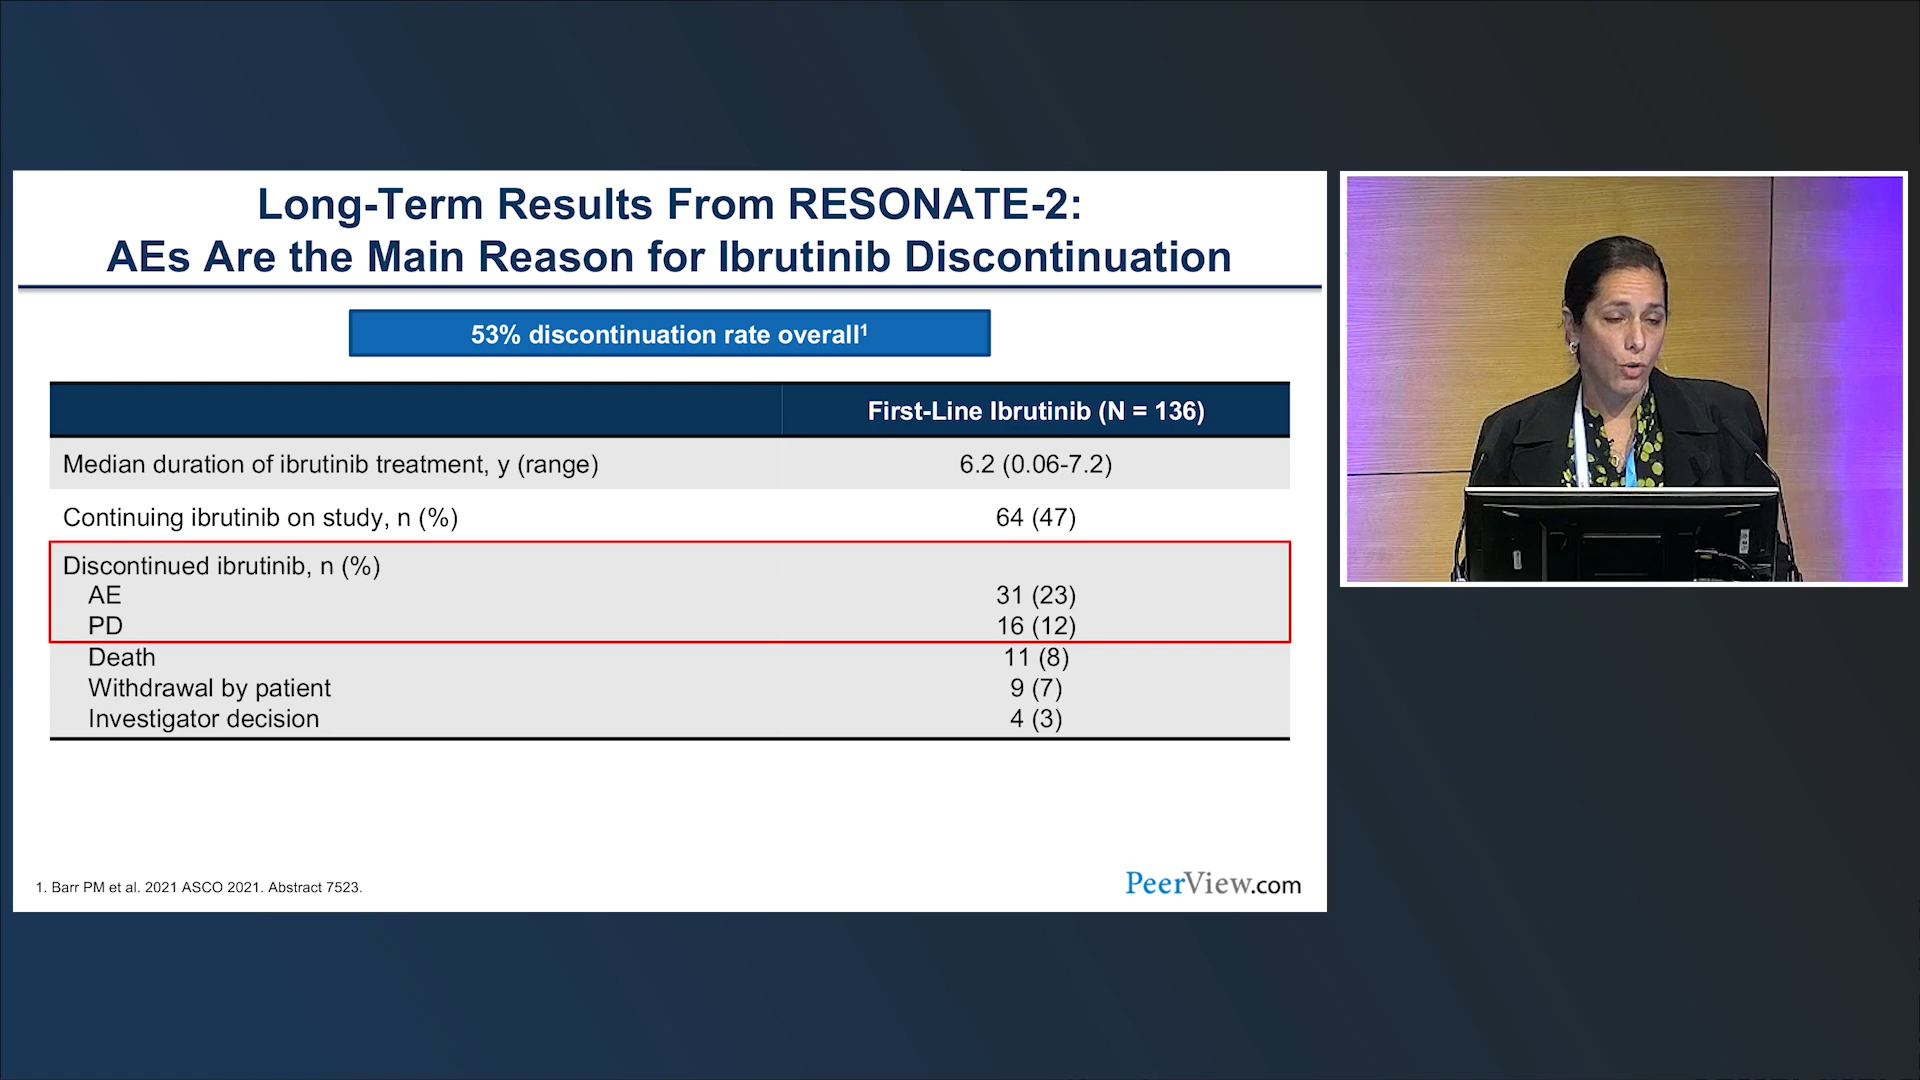 Long-Term Results From RESONATE-2:
AEs Are the Main Reason for Ibrutinib Discontinuation
53% discontinuation rate overall¹
First-Line Ibrutinib (N = 136)
Median duration of ibrutinib treatment, y (range) 6.2 (0.06-7.2)
Continuing ibrutinib on study, n (%) 64 (47)
Discontinued ibrutinib, n (%)
AE 31 (23)
PD 16 (12)
Death 11 (8)
Withdrawal by patient 9 (7)
Investigator decision 4 (3)
1. Barr PM et al. 2021 ASCO 2021. Abstract 7523.
PeerView.com